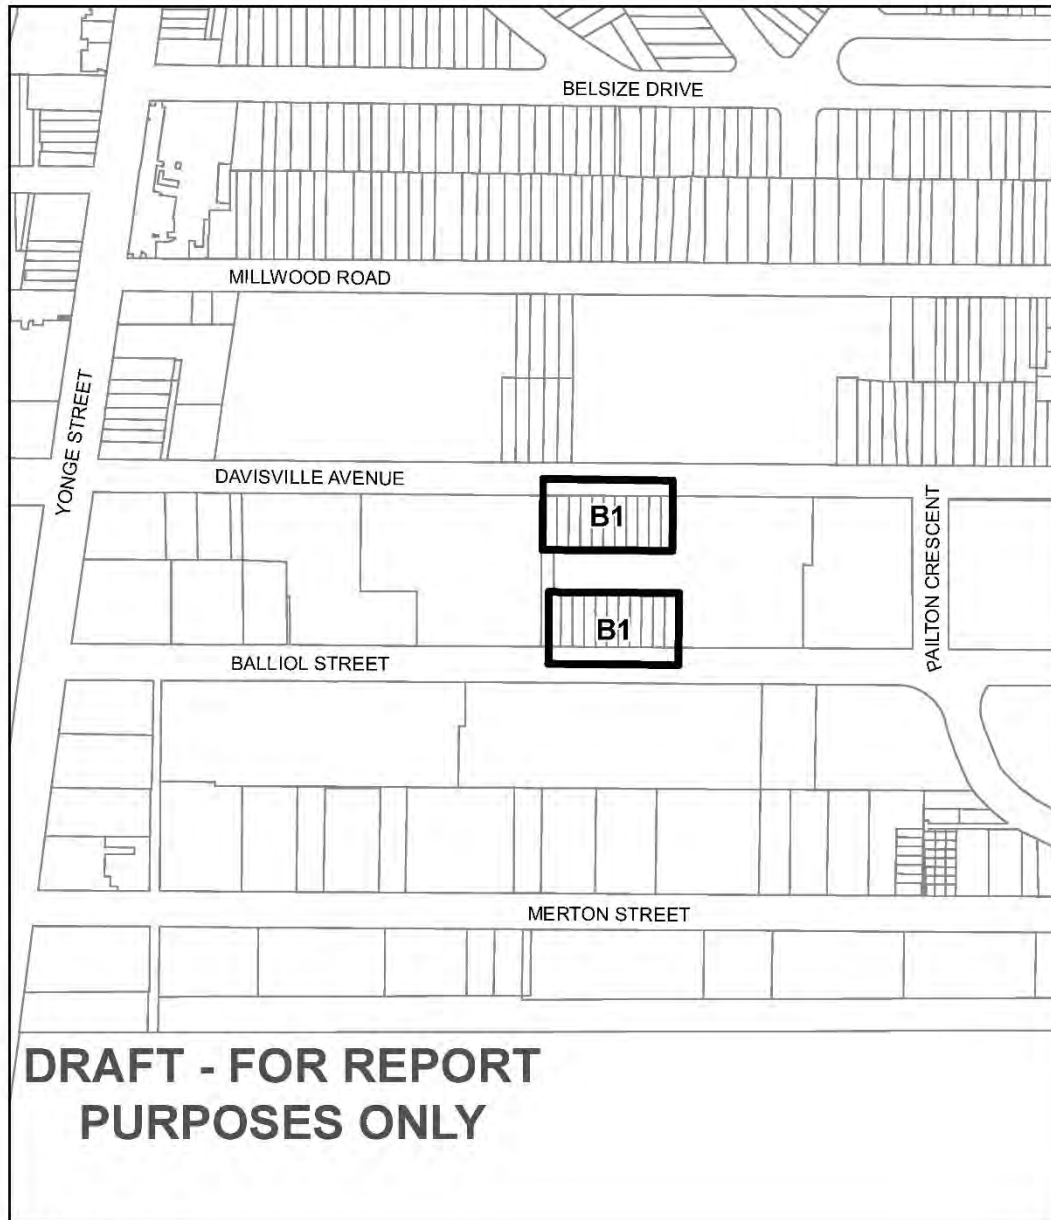 BELSIZE DRIVE
MILLWOOD ROAD
YONGE STREET
DAVISVILLE AVENUE
B1
PAILTON CRESCENT
B1
BALLIOL STREET
MERTON STREET
DRAFT - FOR REPORT
PURPOSES ONLY